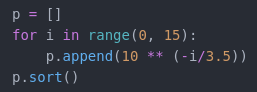 p = []
for i in range(0, 15):
    p.append(10 ** (-i/3.5))
p.sort()